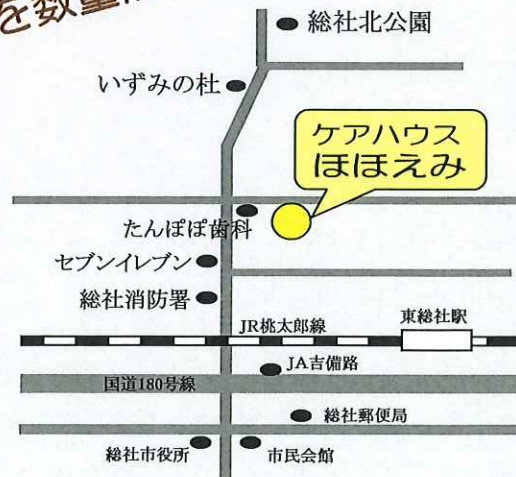 を数量
総社北公園
いずみの杜
ケアハウス
ほほえみ
たんぽぽ歯科
セブンイレブン
総社消防署
JR桃太郎線
東総社駅
JA吉備路
国道180号線
総社郵便局
総社市役所
市民会館